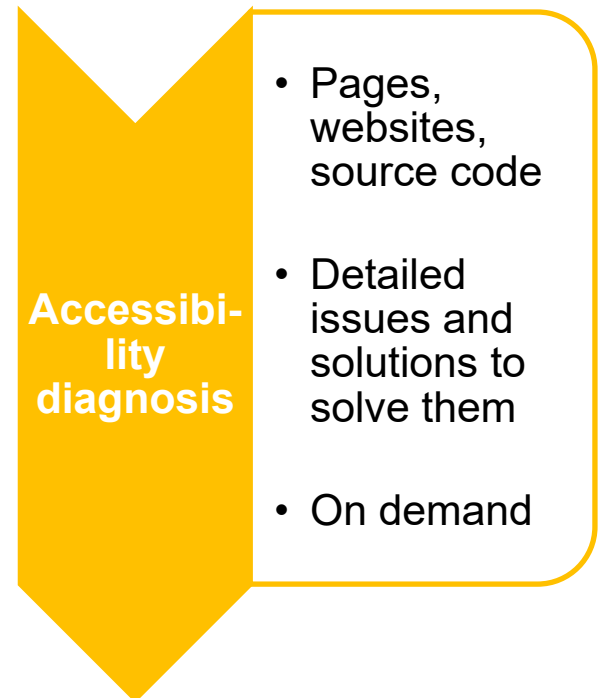 Accessibi-
lity
diagnosis
• Pages,
websites,
source code
• Detailed
issues and
solutions to
solve them
• On demand